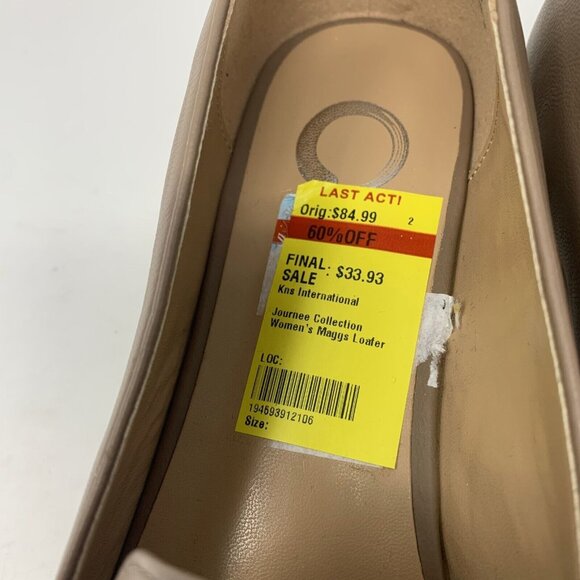 LAST ACT!
Orig:$84.99 2
60% OFF
FINAL: $33.93
SALE
Kns International
Journee Collection
Women's Maggs Loafer
LOC:
194593912106
Size: